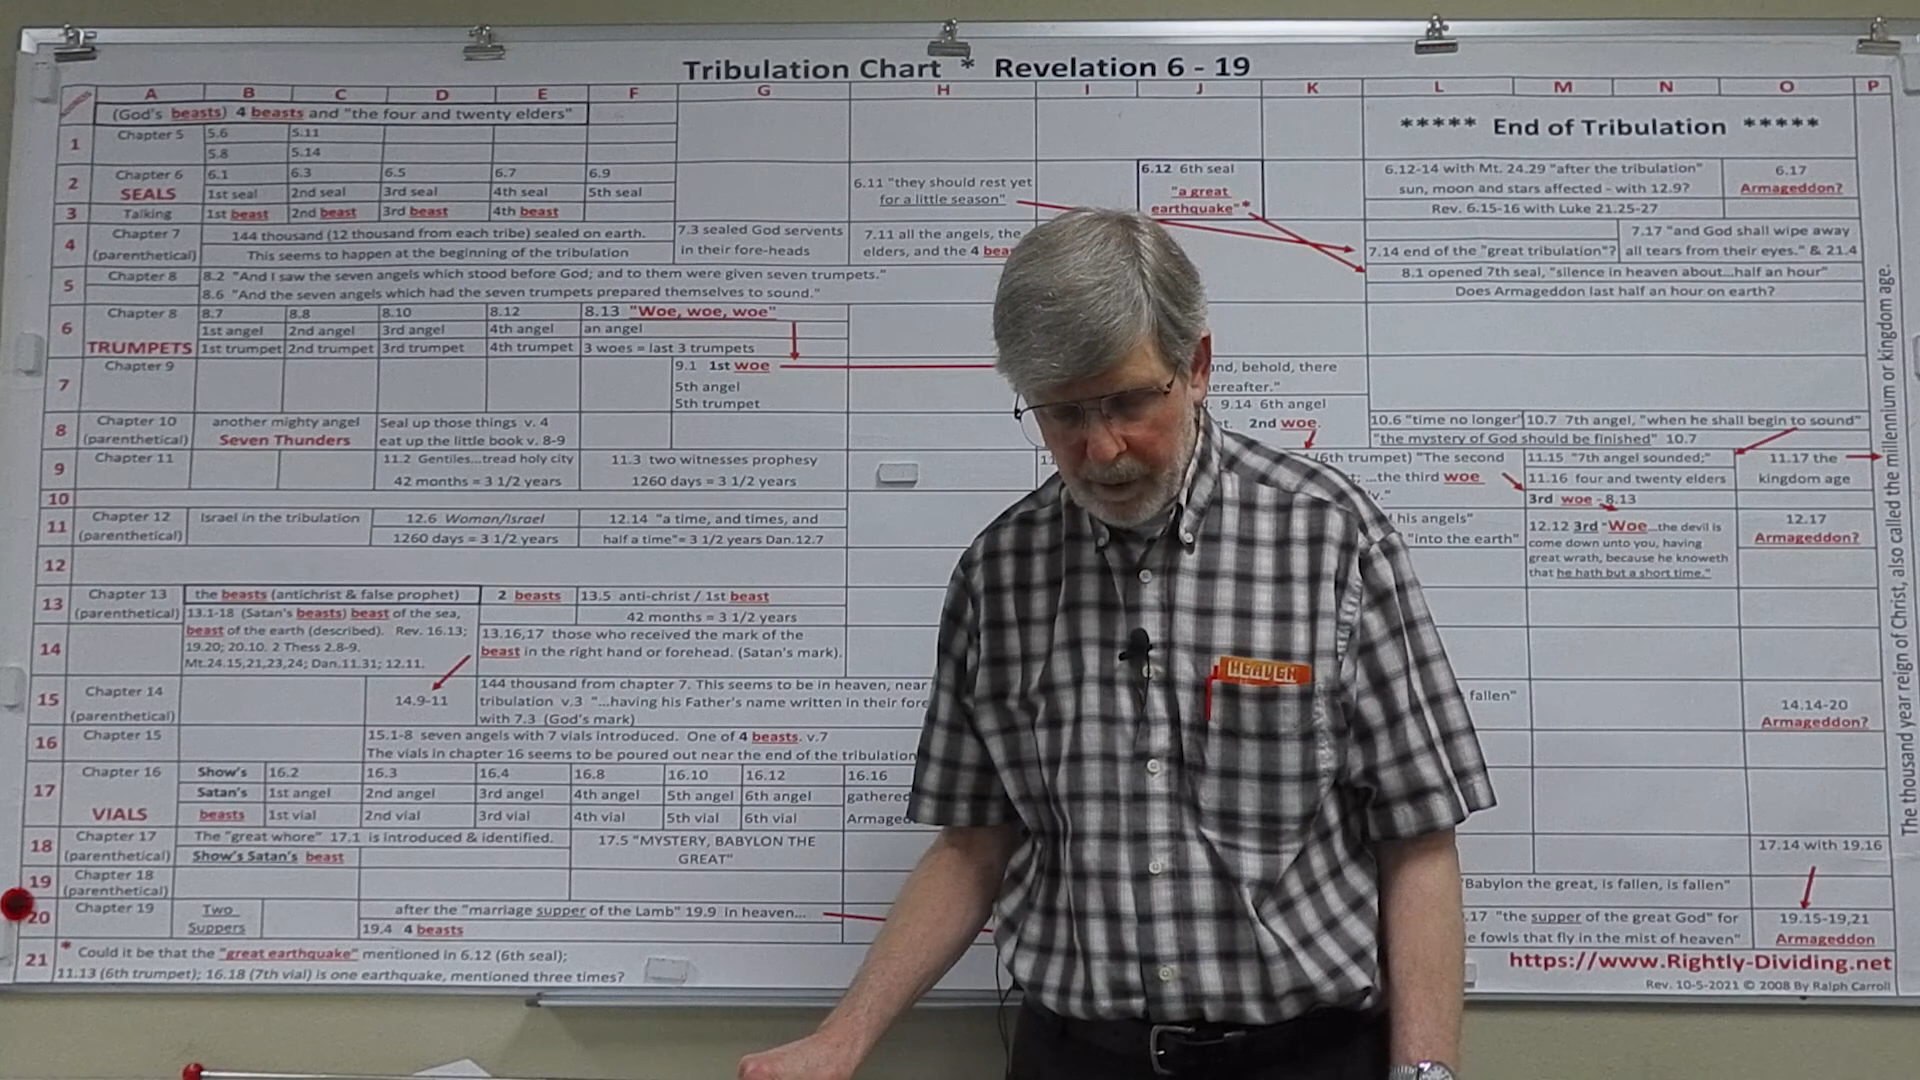 Tribulation Chart * Revelation 6 - 19
A B C D E F G H I J K L M N O P
(God's beasts) 4 beasts and "the four and twenty elders"
***** End of Tribulation *****
1 Chapter 5 5.6 5.11
5.8 5.14
2 Chapter 6 6.1 6.3 6.5 6.7 6.9
SEALS 1st seal 2nd seal 3rd seal 4th seal 5th seal
6.11 "they should rest yet
for a little season"
6.12 6th seal
"a great
earthquake"*
6.12-14 with Mt. 24.29 "after the tribulation"
sun, moon and stars affected - with 12.9?
Rev. 6.15-16 with Luke 21.25-27
6.17
Armageddon?
3 Talking 1st beast 2nd beast 3rd beast 4th beast
4 Chapter 7
(parenthetical)
144 thousand (12 thousand from each tribe) sealed on earth.
This seems to happen at the beginning of the tribulation
7.3 sealed God servents
in their fore-heads
7.11 all the angels, the
elders, and the 4 bea
7.14 end of the "great tribulation"?
7.17 "and God shall wipe away
all tears from their eyes." & 21.4
5 Chapter 8 8.2 "And I saw the seven angels which stood before God; and to them were given seven trumpets."
8.6 "And the seven angels which had the seven trumpets prepared themselves to sound."
8.1 opened 7th seal, "silence in heaven about...half an hour"
Does Armageddon last half an hour on earth?
6 Chapter 8 8.7 8.8 8.10 8.12 8.13 "Woe, woe, woe"
1st angel 2nd angel 3rd angel 4th angel an angel
TRUMPETS 1st trumpet 2nd trumpet 3rd trumpet 4th trumpet 3 woes = last 3 trumpets
7 Chapter 9 9.1 1st woe
5th angel
5th trumpet
and, behold, there
hereafter."
9.14 6th angel
2nd woe.
8 Chapter 10
(parenthetical)
another mighty angel
Seven Thunders
Seal up those things v. 4
eat up the little book v. 8-9
10.6 "time no longer" 10.7 7th angel, "when he shall begin to sound"
"the mystery of God should be finished" 10.7
9 Chapter 11 11.2 Gentiles...tread holy city
42 months = 3 1/2 years
11.3 two witnesses prophesy
1260 days = 3 1/2 years
11
(6th trumpet) "The second
...the third woe
11.15 "7th angel sounded;"
11.16 four and twenty elders
11.17 the
kingdom age
10 3rd woe - 8.13
11 Chapter 12
(parenthetical)
Israel in the tribulation
12.6 Woman/Israel
1260 days = 3 1/2 years
12.14 "a time, and times, and
half a time"= 3 1/2 years Dan.12.7
his angels"
"into the earth"
12.12 3rd "Woe...the devil is
come down unto you, having
great wrath, because he knoweth
that he hath but a short time."
12.17
Armageddon?
12
13 Chapter 13
(parenthetical)
the beasts (antichrist & false prophet) 2 beasts 13.5 anti-christ / 1st beast
42 months = 3 1/2 years
13.1-18 (Satan's beasts) beast of the sea,
beast of the earth (described). Rev. 16.13;
19.20; 20.10. 2 Thess 2.8-9.
Mt.24.15,21,23,24; Dan.11.31; 12.11.
14 13.16,17 those who received the mark of the
beast in the right hand or forehead. (Satan's mark).
15 Chapter 14
(parenthetical)
14.9-11
144 thousand from chapter 7. This seems to be in heaven, near
tribulation v.3 "...having his Father's name written in their fore
with 7.3 (God's mark)
fallen"
14.14-20
Armageddon?
16 Chapter 15 15.1-8 seven angels with 7 vials introduced. One of 4 beasts. v.7
The vials in chapter 16 seems to be poured out near the end of the tribulation
17 Chapter 16 Show's 16.2 16.3 16.4 16.8 16.10 16.12 16.16
Satan's 1st angel 2nd angel 3rd angel 4th angel 5th angel 6th angel gathered
VIALS beasts 1st vial 2nd vial 3rd vial 4th vial 5th vial 6th vial Armaged
18 Chapter 17
(parenthetical)
The "great whore" 17.1 is introduced & identified.
Show's Satan's beast
17.5 "MYSTERY, BABYLON THE
GREAT"
17.14 with 19.16
19 Chapter 18
(parenthetical)
"Babylon the great, is fallen, is fallen"
20 Chapter 19 Two
Suppers
after the "marriage supper of the Lamb" 19.9 in heaven...
19.4 4 beasts
.17 "the supper of the great God" for
fowls that fly in the mist of heaven"
19.15-19,21
Armageddon
21 * Could it be that the "great earthquake" mentioned in 6.12 (6th seal);
11.13 (6th trumpet); 16.18 (7th vial) is one earthquake, mentioned three times?
https://www.Rightly-Dividing.net
Rev. 10-5-2021 © 2008 By Ralph Carroll
The thousand year reign of Christ, also called the millennium or kingdom age.
HEAVEN